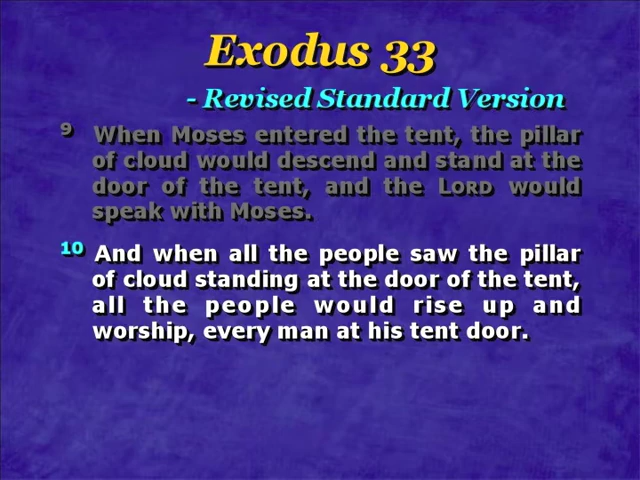 Exodus 33
- Revised Standard Version
9 When Moses entered the tent, the pillar
of cloud would descend and stand at the
door of the tent, and the LORD would
speak with Moses.
10 And when all the people saw the pillar
of cloud standing at the door of the tent,
all the people would rise up and
worship, every man at his tent door.